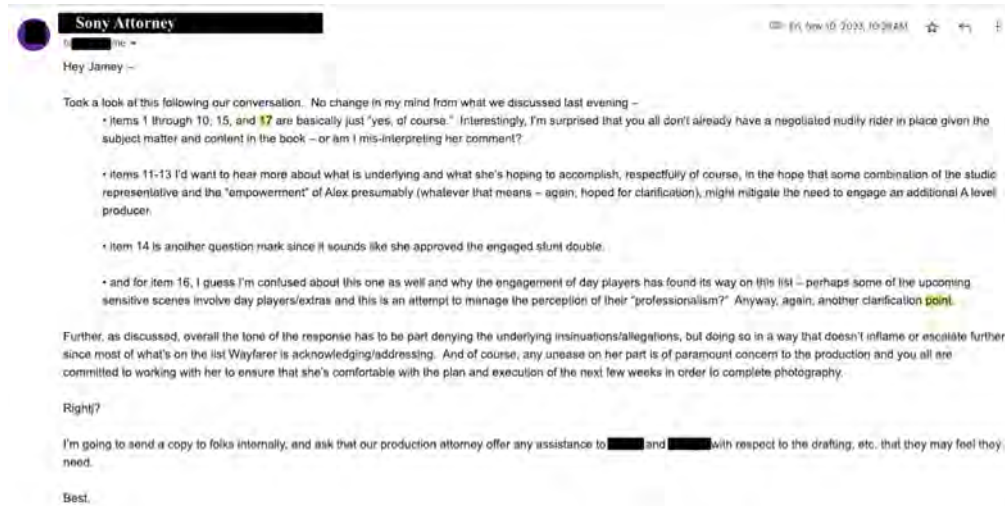 Sony Attorney
Fri, Nov 10, 2023, 10:28 AM
to me
Hey Jamey –
Took a look at this following our conversation. No change in my mind from what we discussed last evening –
• items 1 through 10, 15, and 17 are basically just "yes, of course." Interestingly, I'm surprised that you all don't already have a negotiated nudity rider in place given the
subject matter and content in the book – or am I mis-interpreting her comment?
• items 11-13 I'd want to hear more about what is underlying and what she's hoping to accomplish, respectfully of course, in the hope that some combination of the studio
representative and the "empowerment" of Alex presumably (whatever that means – again, hoped for clarification), might mitigate the need to engage an additional A level
producer.
• item 14 is another question mark since it sounds like she approved the engaged stunt double.
• and for item 16, I guess I'm confused about this one as well and why the engagement of day players has found its way on this list – perhaps some of the upcoming
sensitive scenes involve day players/extras and this is an attempt to manage the perception of their "professionalism?" Anyway, again, another clarification point.
Further, as discussed, overall the tone of the response has to be part denying the underlying insinuations/allegations, but doing so in a way that doesn't inflame or escalate further
since most of what's on the list Wayfarer is acknowledging/addressing. And of course, any unease on her part is of paramount concern to the production and you all are
committed to working with her to ensure that she's comfortable with the plan and execution of the next few weeks in order to complete photography.
Right?
I'm going to send a copy to folks internally, and ask that our production attorney offer any assistance to and with respect to the drafting, etc. that they may feel they
need.
Best,